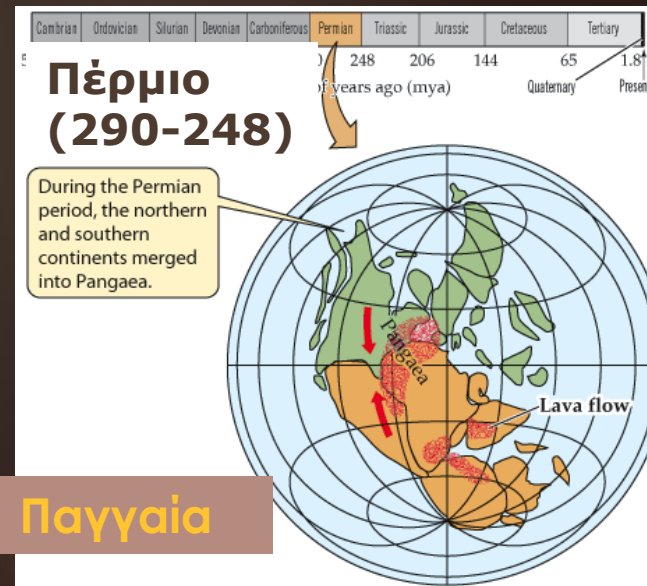 Cambrian Ordovician Silurian Devonian Carboniferous Permian Triassic Jurassic Cretaceous Tertiary
248 206 144 65 1.8
of years ago (mya) Quaternary Present
Πέρμιο
(290-248)
During the Permian
period, the northern
and southern
continents merged
into Pangaea.
Pangaea
Lava flow
Παγγαία